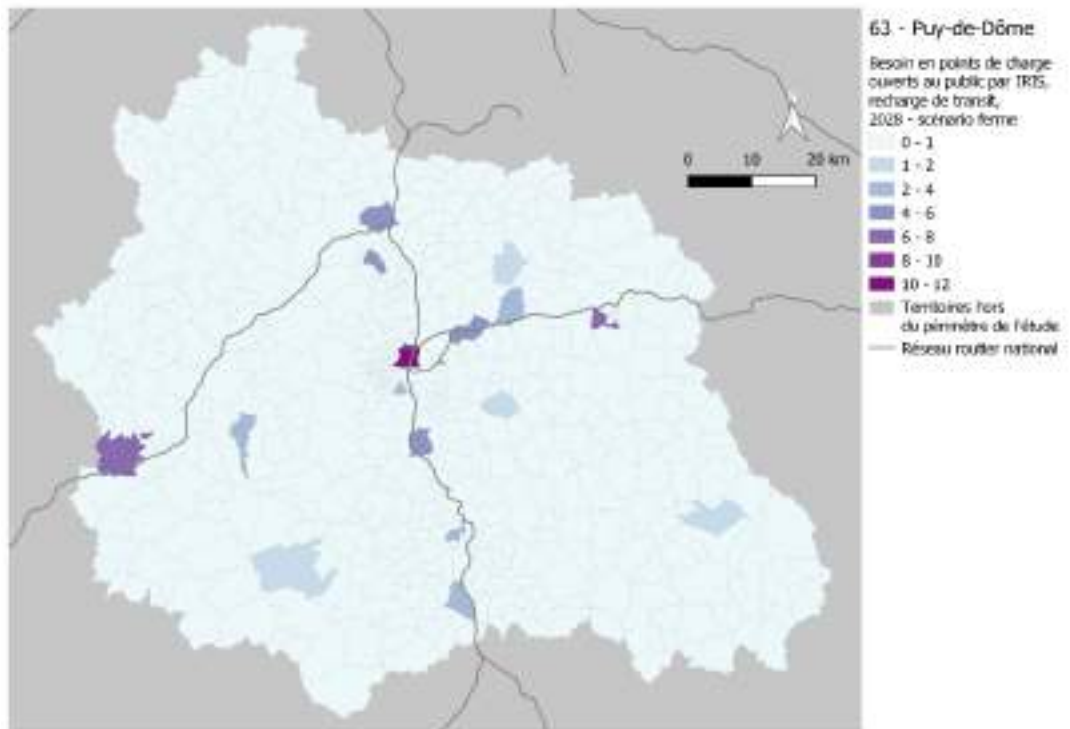 63 - Puy-de-Dôme
Besoin en points de charge
ouverts au public par IRIS,
recharge de transit,
2028 - scénario ferme
0 - 1
1 - 2
2 - 4
4 - 6
6 - 8
8 - 10
10 - 12
Territoires hors
du périmètre de l'étude
Réseau routier national
0 10 20 km